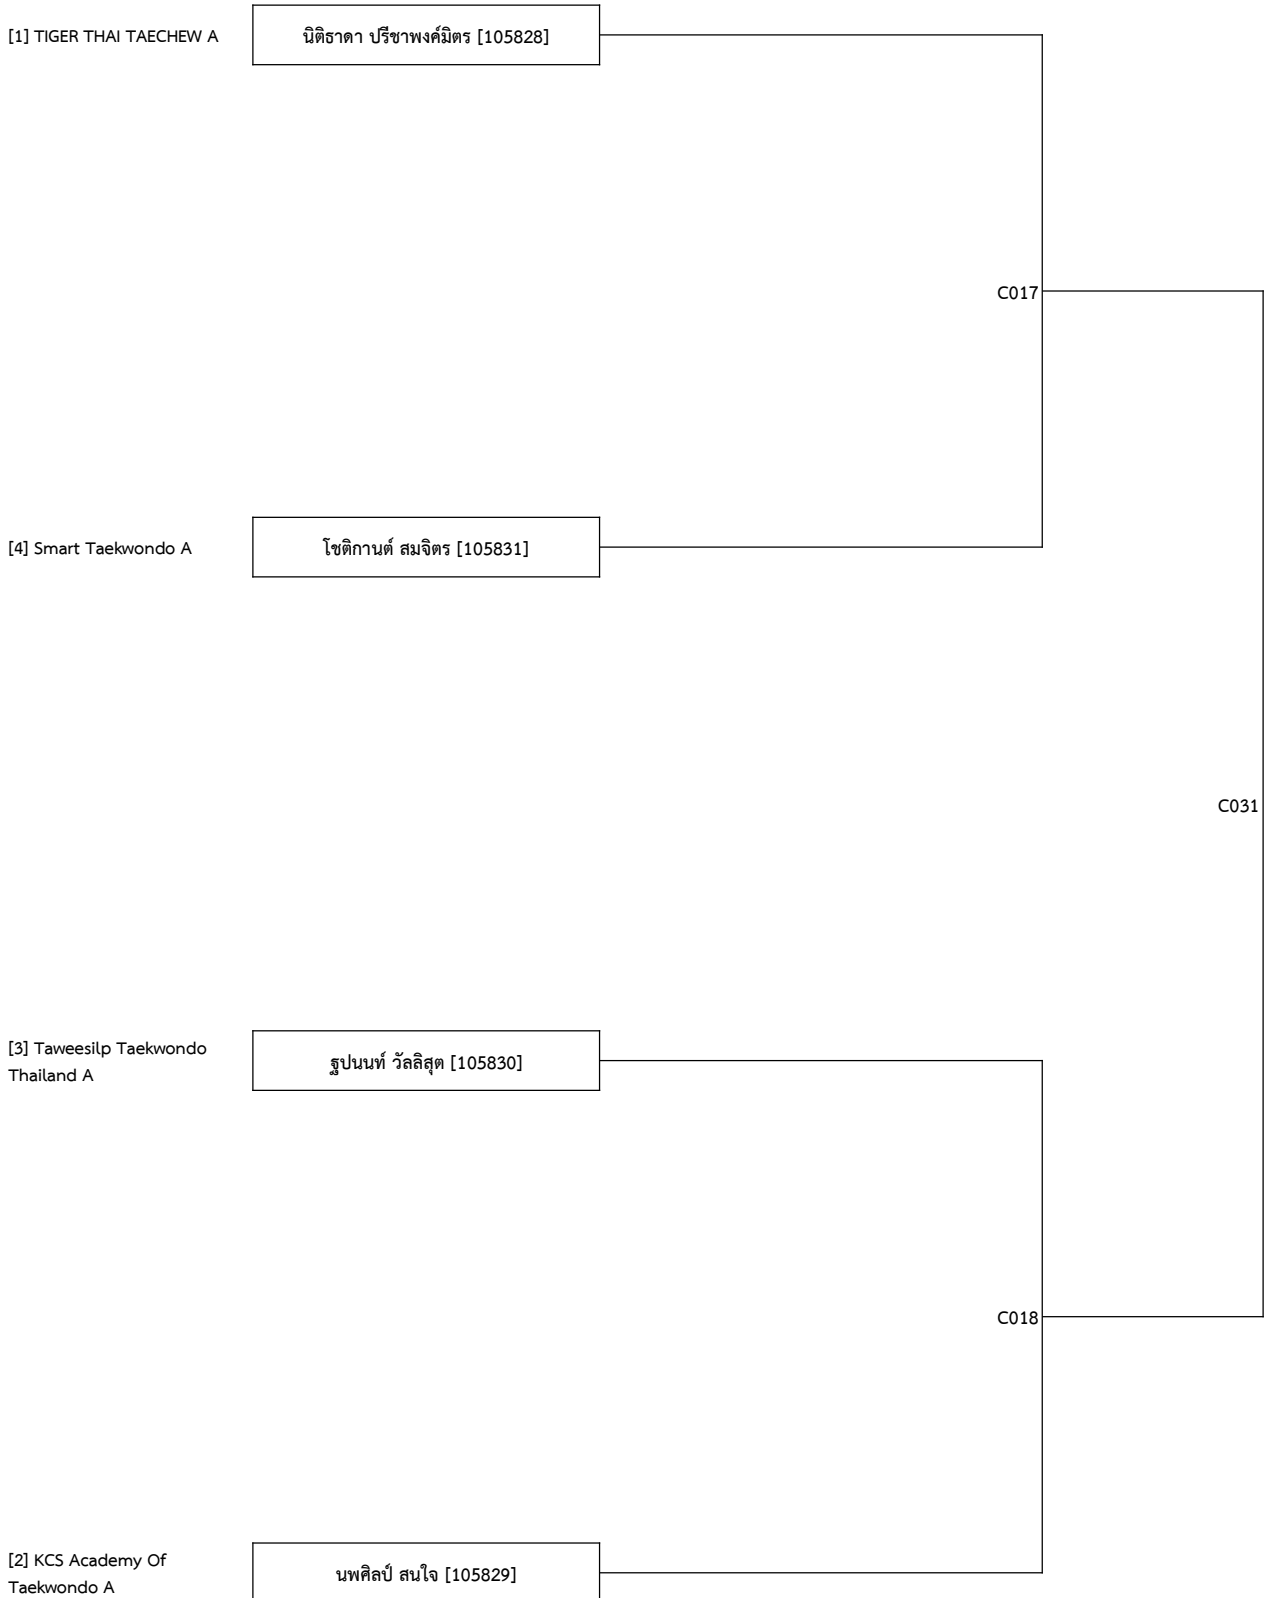 [1] TIGER THAI TAECHEW A
นิติธาดา ปรีชาพงค์มิตร [105828]
C017
[4] Smart Taekwondo A
โชติกานต์ สมจิตร [105831]
C031
[3] Taweesilp Taekwondo
Thailand A
ฐปนนท์ วัลลิสุต [105830]
C018
[2] KCS Academy Of
Taekwondo A
นพศิลป์ สนใจ [105829]